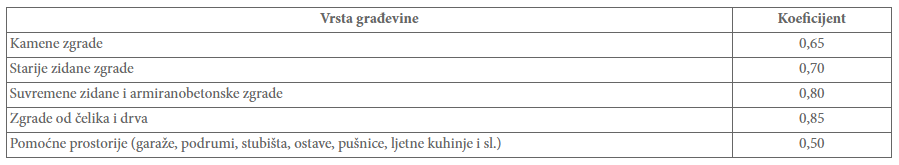 Vrsta građevine Koeficijent
Kamene zgrade 0,65
Starije zidane zgrade 0,70
Suvremene zidane i armiranobetonske zgrade 0,80
Zgrade od čelika i drva 0,85
Pomoćne prostorije (garaže, podrumi, stubišta, ostave, pušnice, ljetne kuhinje i sl.) 0,50